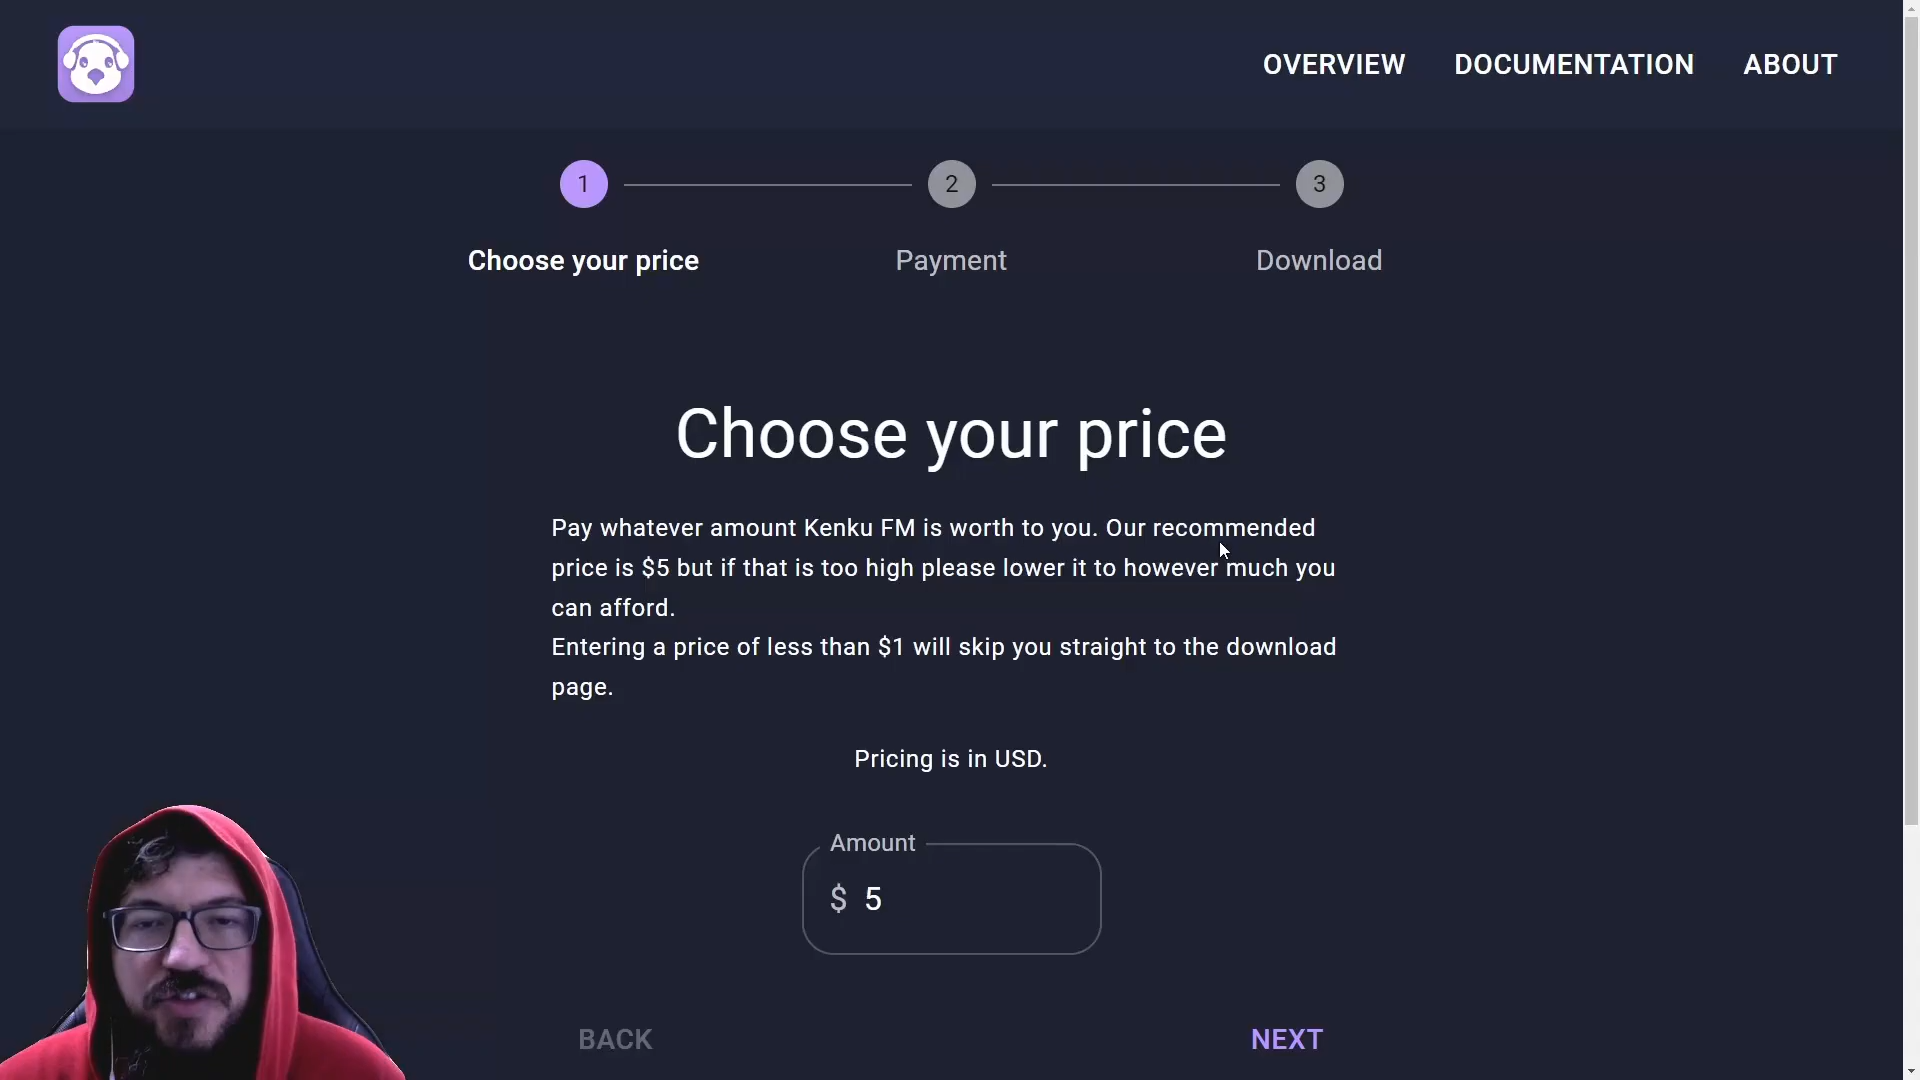 OVERVIEW DOCUMENTATION ABOUT
1 2 3
Choose your price Payment Download
Choose your price
Pay whatever amount Kenku FM is worth to you. Our recommended
price is $5 but if that is too high please lower it to however much you
can afford.
Entering a price of less than $1 will skip you straight to the download
page.
Pricing is in USD.
Amount
$ 5
BACK NEXT